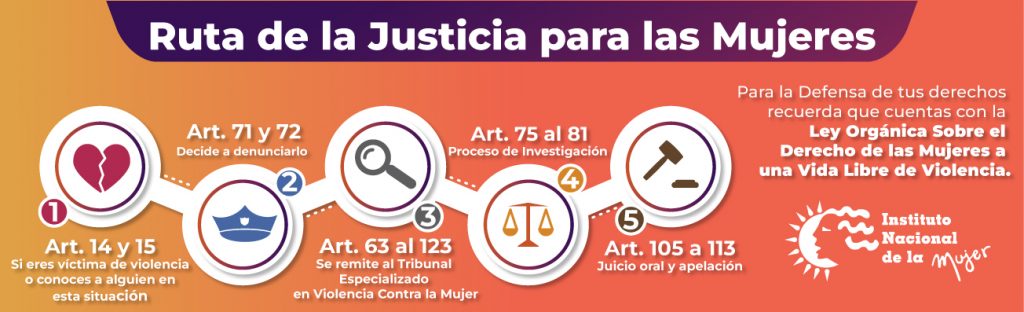 Ruta de la Justicia para las Mujeres
1
Art. 14 y 15
Si eres víctima de violencia
o conoces a alguien en
esta situación
Art. 71 y 72
Decide a denunciarlo
2
3
Art. 63 al 123
Se remite al Tribunal
Especializado
en Violencia Contra la Mujer
Art. 75 al 81
Proceso de Investigación
4
5
Art. 105 a 113
Juicio oral y apelación
Para la Defensa de tus derechos
recuerda que cuentas con la
Ley Orgánica Sobre el
Derecho de las Mujeres a
una Vida Libre de Violencia.
Instituto
Nacional
de la Mujer